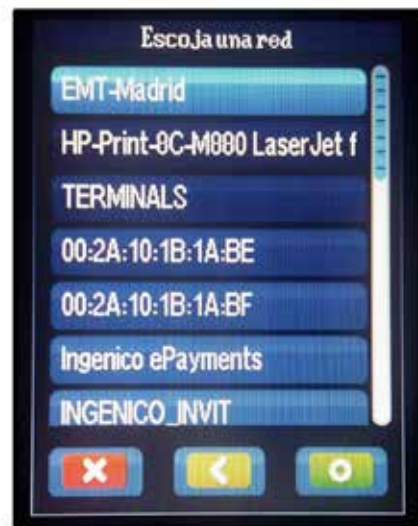 Escoja una red
EMT-Madrid
HP-Print-8C-M880 LaserJet f
TERMINALS
00:2A:10:1B:1A:BE
00:2A:10:1B:1A:BF
Ingenico ePayments
INGENICO_INVIT